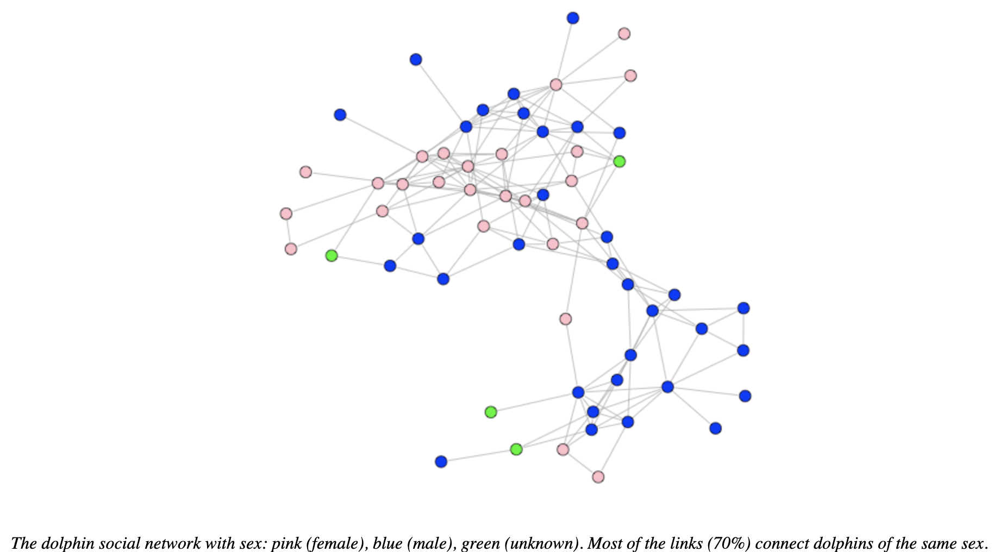 The dolphin social network with sex: pink (female), blue (male), green (unknown). Most of the links (70%) connect dolphins of the same sex.